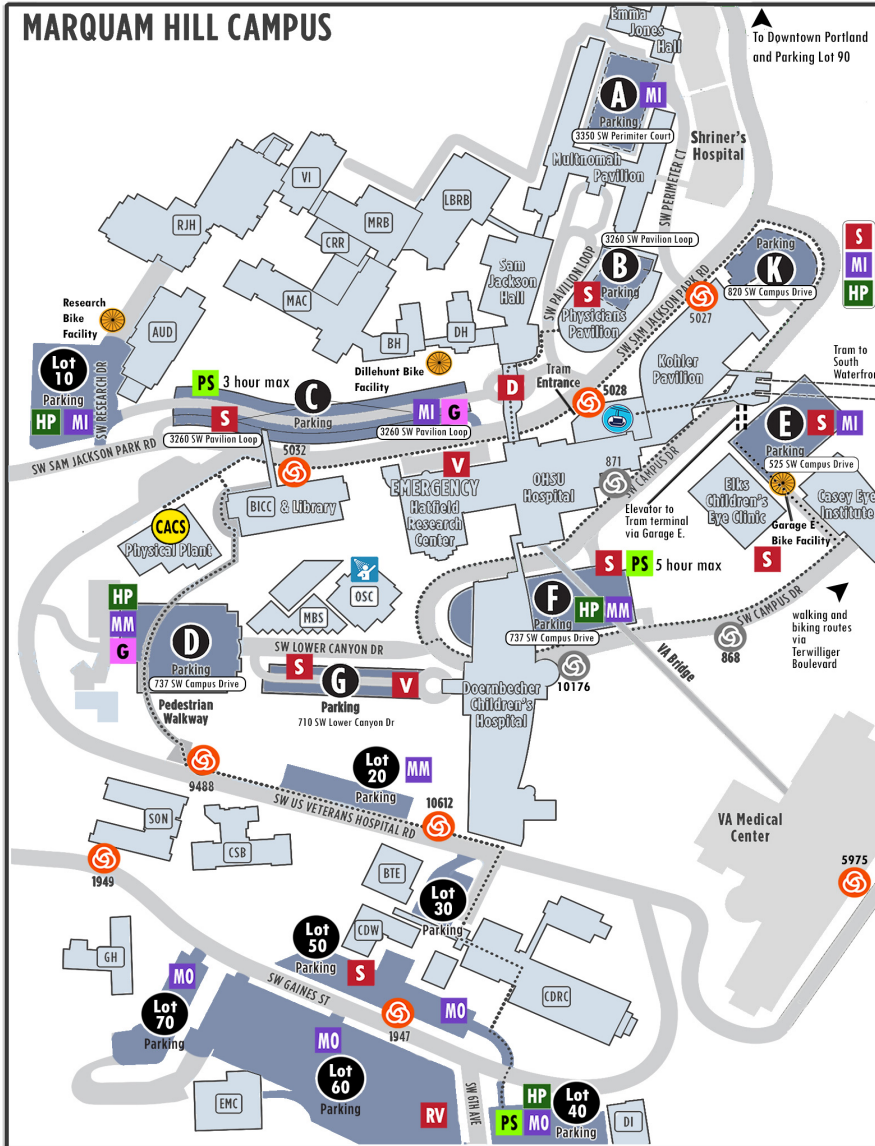 MARQUAM HILL CAMPUS
To Downtown Portland
and Parking Lot 90
Emma
Jones
Hall
A
MI
Parking
3350 SW Perimeter Court
Multnomah
Pavilion
Shriner's
Hospital
SW PERIMETER CT
VI
LBRB
RJH
MRB
CRR
MAC
BH
DH
AUD
Sam
Jackson
Hall
SW PAVILION LOOP
3260 SW Pavilion Loop
B
Parking
S
Physicians
Pavilion
SW SAM JACKSON PARK RD
Parking
K
820 SW Campus Drive
S
MI
HP
5027
Kohler
Pavilion
Research
Bike
Facility
Lot
10
Parking
HP
MI
SW RESEARCH DR
SW SAM JACKSON PARK RD
PS
3 hour max
C
Parking
S
3260 SW Pavilion Loop
MI
G
3260 SW Pavilion Loop
Dillehunt Bike
Facility
D
Tram
Entrance
5028
Tram to
South
Waterfron
E
S
MI
Parking
525 SW Campus Drive
5032
BICC
& Library
V
EMERGENCY
Hatfield
Research
Center
OHSU
Hospital
871
SW CAMPUS DR
Elevator to
Tram terminal
via Garage E.
Elks
Children's
Eye Clinic
Casey Eye
Institute
Garage E
Bike Facility
S
CACS
Physical Plant
OSC
MBS
S
PS
5 hour max
F
Parking
HP
MM
737 SW Campus Drive
SW CAMPUS DR
868
walking and
biking routes
via
Terwilliger
Boulevard
VA Bridge
HP
MM
G
D
Parking
737 SW Campus Drive
SW LOWER CANYON DR
S
G
V
Parking
710 SW Lower Canyon Dr
10176
Doernbecher
Children's
Hospital
Pedestrian
Walkway
9488
Lot
20
MM
Parking
SW US VETERANS HOSPITAL RD
10612
VA Medical
Center
5975
SON
CSB
1949
BTE
Lot
30
Parking
CDW
Lot
50
Parking
S
MO
CDRC
GH
MO
Lot
70
Parking
SW GAINES ST
1947
MO
Lot
60
Parking
EMC
RV
SW 6TH AVE
HP
PS
MO
Lot
40
Parking
DI